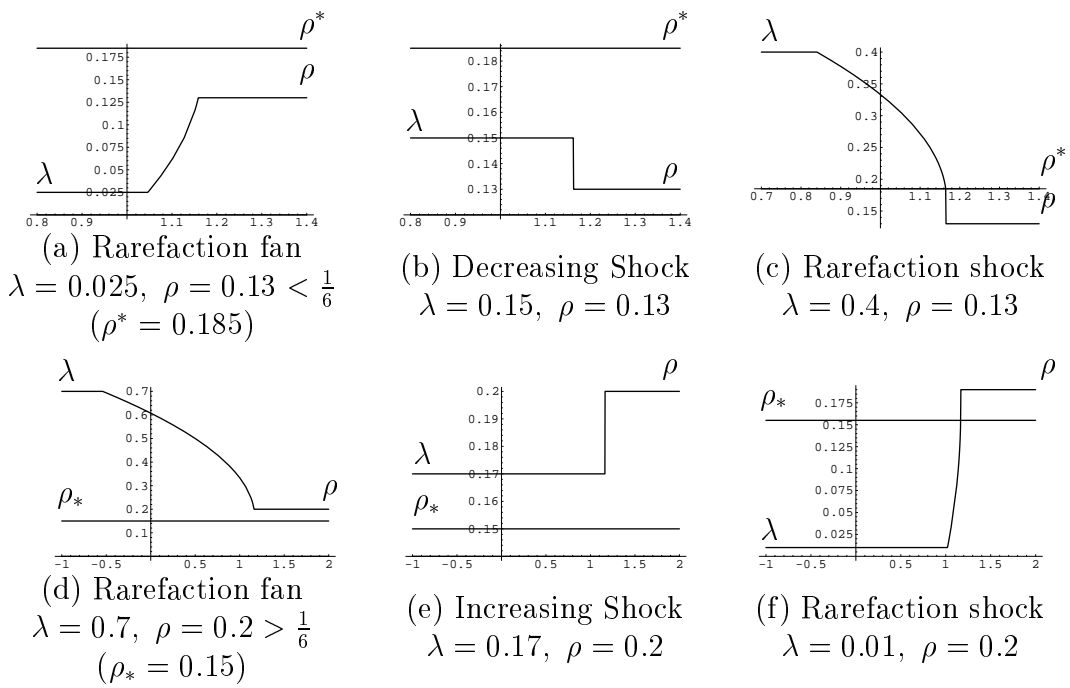 ρ*
0.175
ρ
0.15
0.125
0.1
0.075
λ
0.05
0.025
0.8 0.9 1.1 1.2 1.3 1.4
(a) Rarefaction fan
λ = 0.025, ρ = 0.13 < 1/6
(ρ* = 0.185)
ρ*
0.18
0.17
0.16
λ
0.15
0.14
ρ
0.13
0.8 0.9 1.1 1.2 1.3 1.4
(b) Decreasing Shock
λ = 0.15, ρ = 0.13
λ
0.4
0.35
0.3
0.25
0.2
ρ*
0.7 0.8 0.9 1.1 1.2 1.3 1.4
ρ
0.15
(c) Rarefaction shock
λ = 0.4, ρ = 0.13
λ
0.7
0.6
0.5
0.4
0.3
ρ*
ρ
0.2
0.1
-1 -0.5 0.5 1 1.5 2
(d) Rarefaction fan
λ = 0.7, ρ = 0.2 > 1/6
(ρ* = 0.15)
ρ
0.2
0.19
0.18
λ
0.17
0.16
ρ*
0.15
-1 -0.5 0.5 1 1.5 2
(e) Increasing Shock
λ = 0.17, ρ = 0.2
ρ
ρ*
0.175
0.15
0.125
0.1
0.075
0.05
λ
0.025
-1 -0.5 0.5 1 1.5 2
(f) Rarefaction shock
λ = 0.01, ρ = 0.2